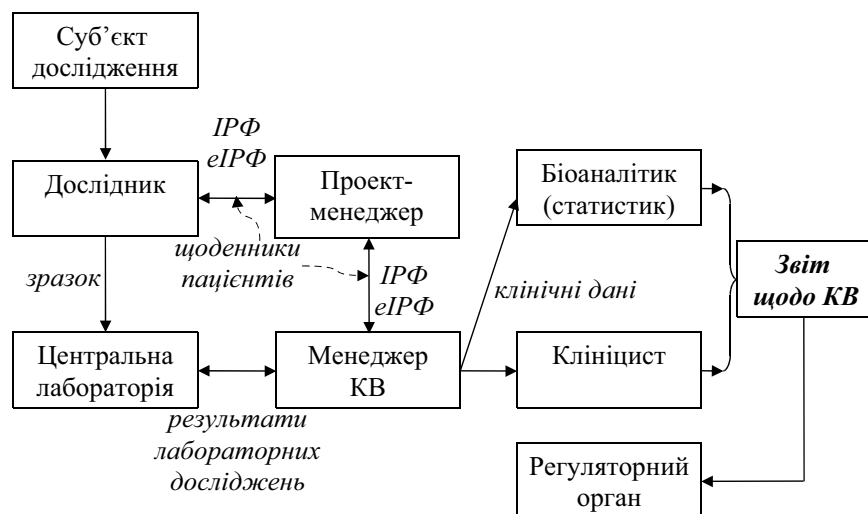 Суб’єкт
дослідження
ІРФ
еІРФ
Дослідник
Проект-
менеджер
Біоаналітик
(статистик)
щоденники
пацієнтів
зразок
ІРФ
еІРФ
клінічні дані
Звіт
щодо КВ
Центральна
лабораторія
Менеджер
КВ
Клініцист
результати
лабораторних
досліджень
Регуляторний
орган